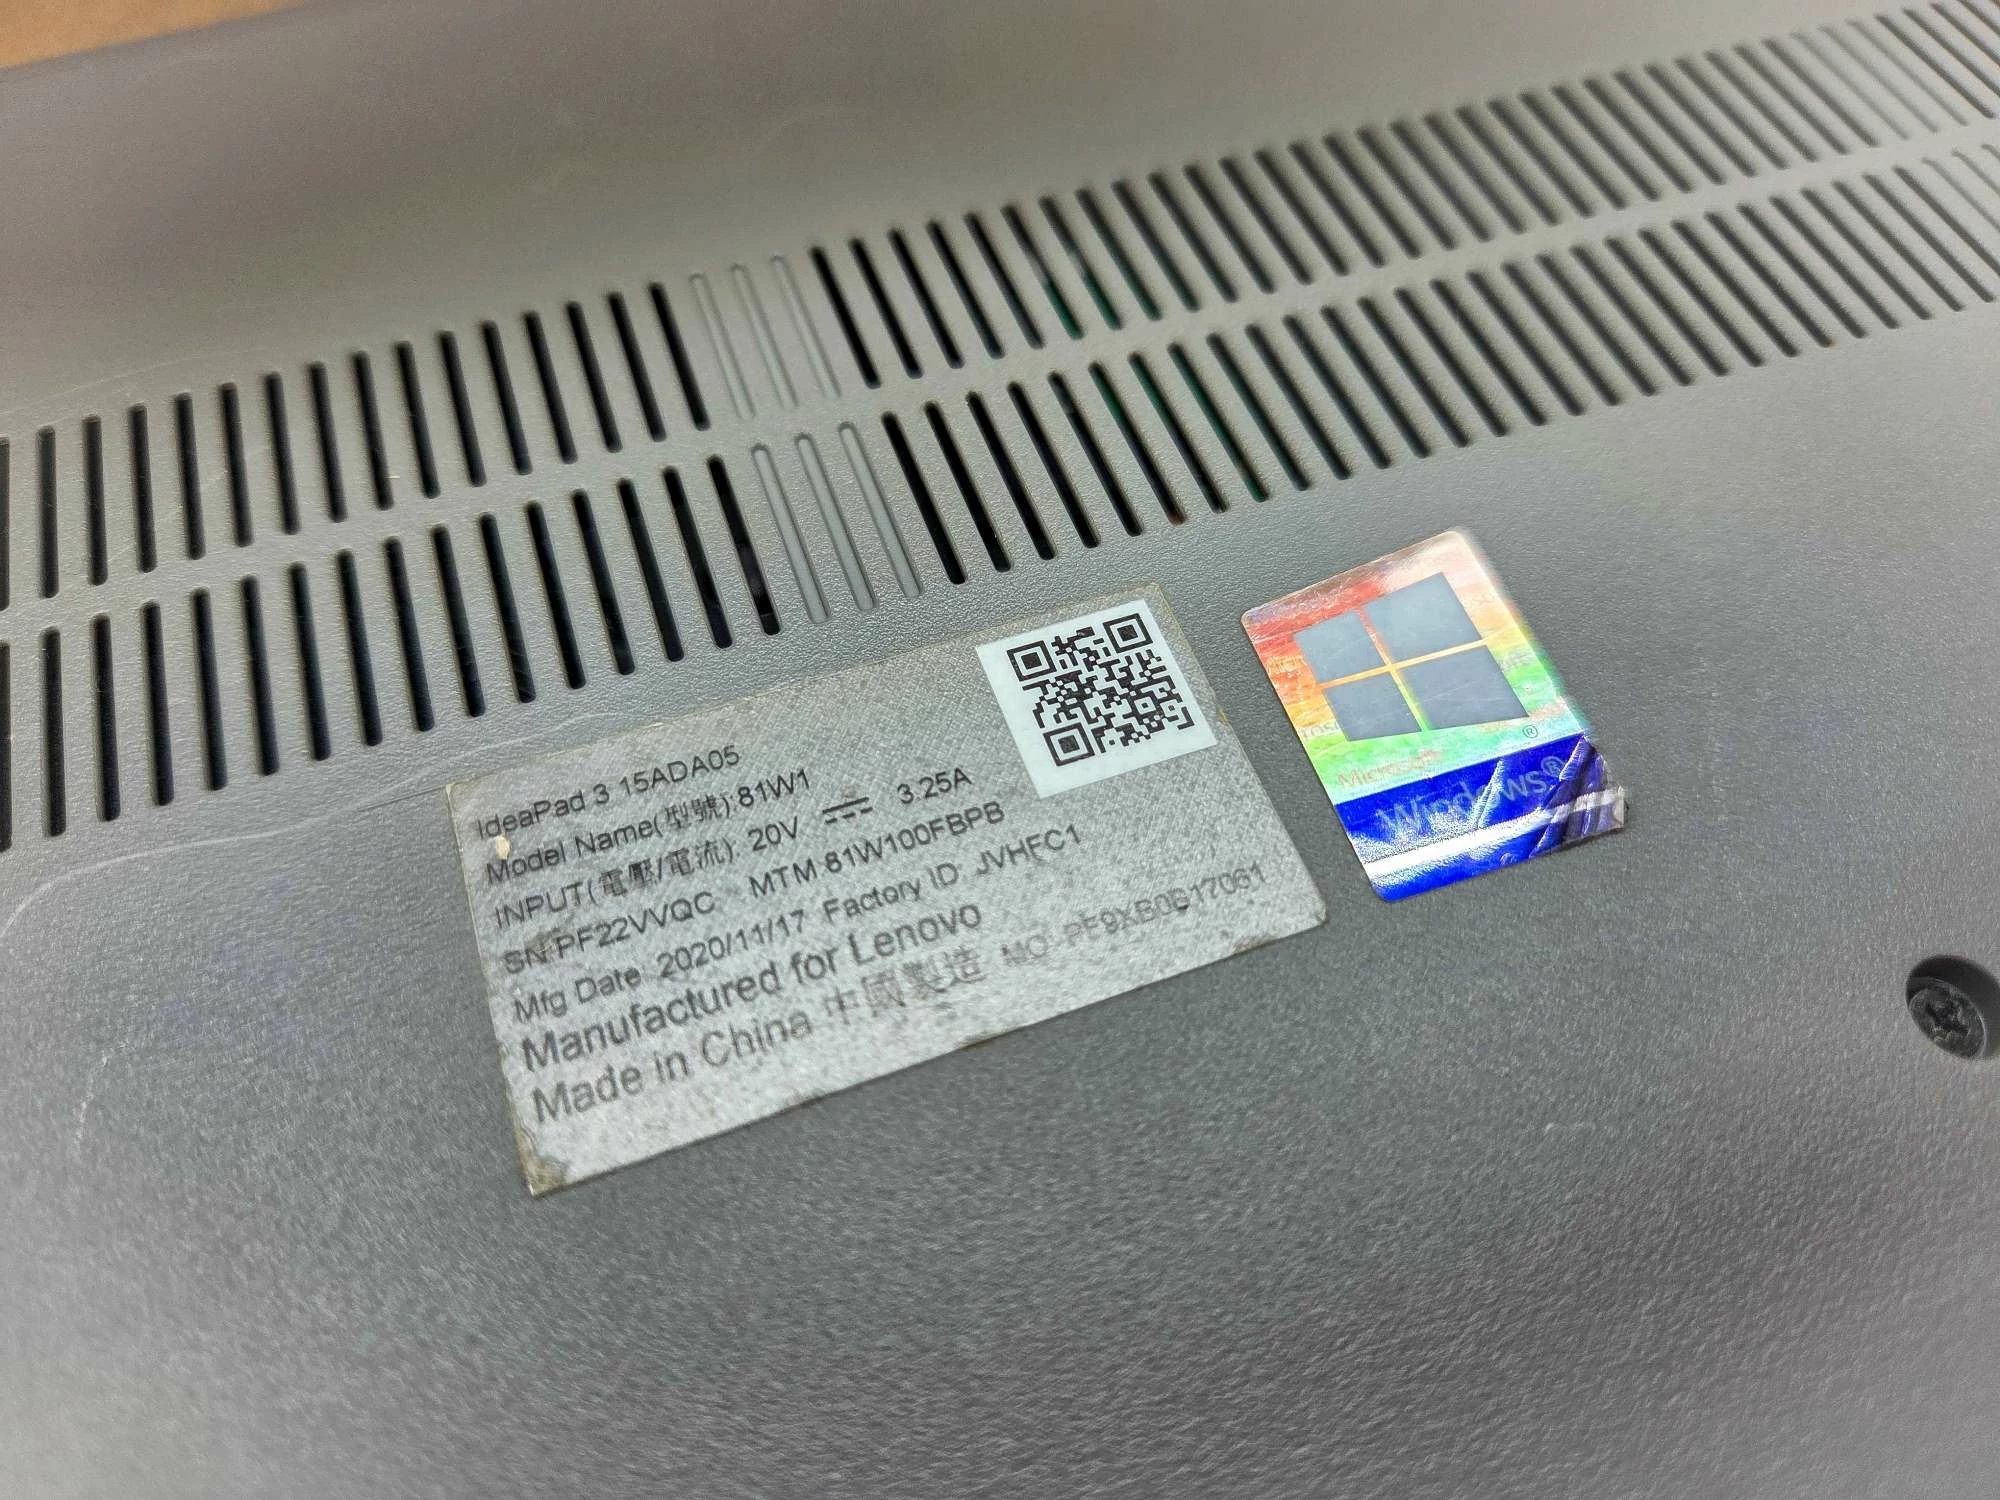 IdeaPad 3 15ADA05
Model Name(型號):81W1
INPUT(電壓/電流): 20V ⎓ 3.25A
SN PF22VVQC MTM 81W100FBPB
Mfg Date 2020/11/17 Factory ID JVHFC1
Manufactured for Lenovo
Made in China 中國製造 MO PF9XB0B17061
®
Microsoft
Windows®